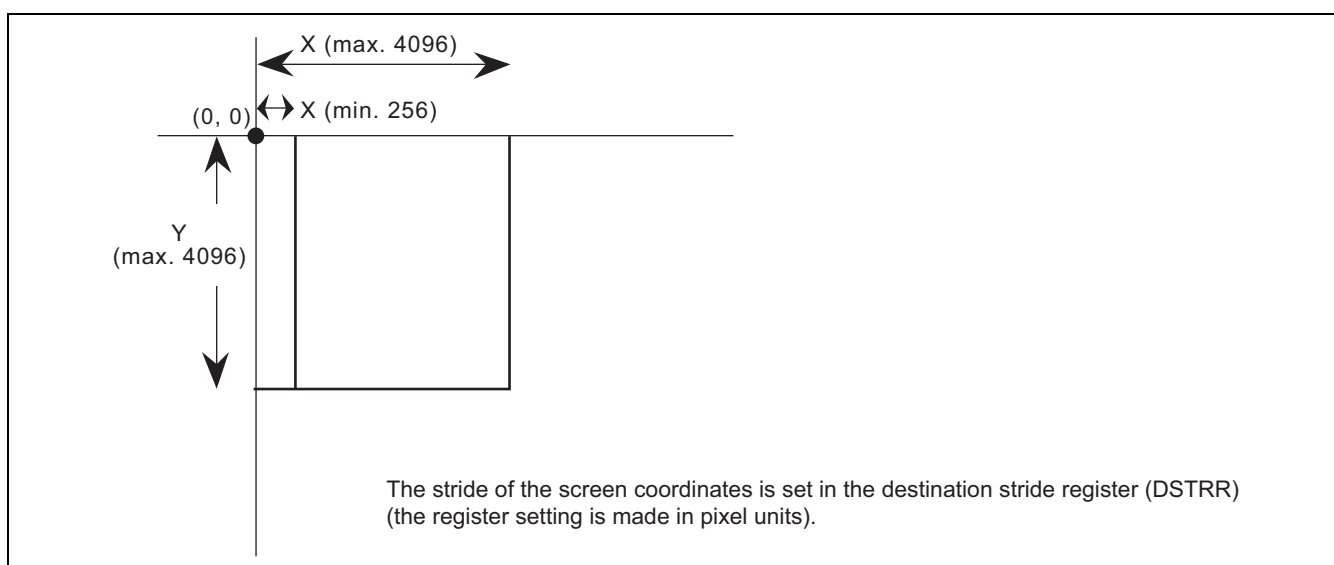 X (max. 4096)
X (min. 256)
(0, 0)
Y
(max. 4096)
The stride of the screen coordinates is set in the destination stride register (DSTRR)
(the register setting is made in pixel units).